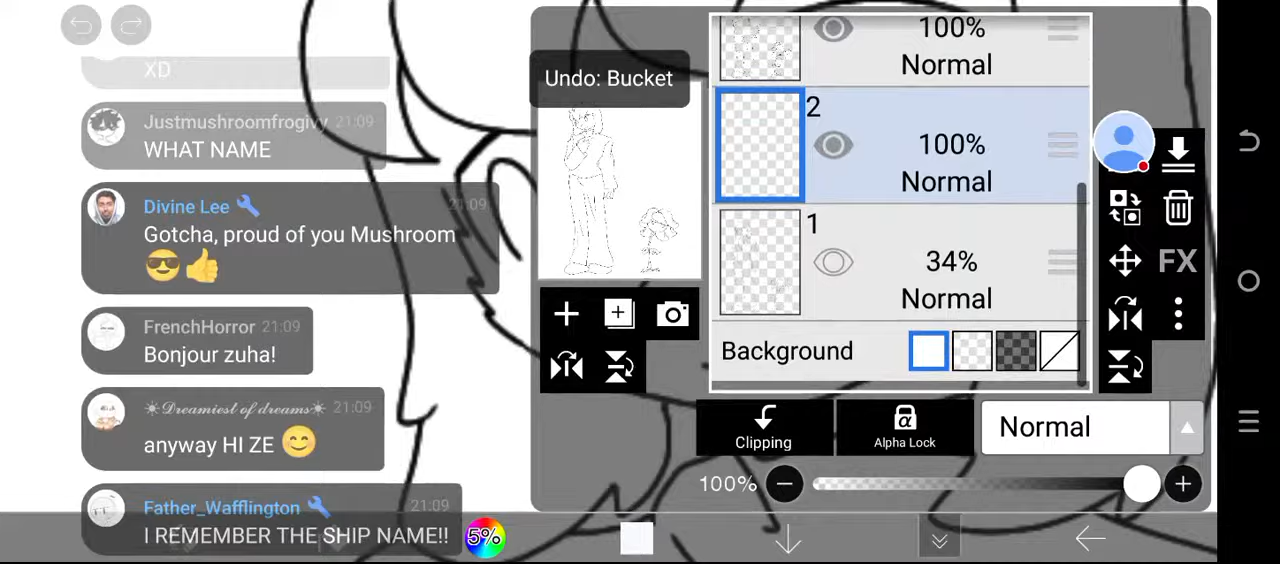 XD
Justmushroomfrogivy 21:09
WHAT NAME
Divine Lee 🔧 21:09
Gotcha, proud of you Mushroom
😎👍
FrenchHorror 21:09
Bonjour zuha!
☀𝒟𝓇𝑒𝒶𝓂𝒾𝑒𝓈𝓉 𝑜𝒻 𝒹𝓇𝑒𝒶𝓂𝓈☀ 21:09
anyway HI ZE 😊
Father_Wafflington 🔧 21:09
I REMEMBER THE SHIP NAME!!
5%
Undo: Bucket
100%
Normal
2
100%
Normal
1
34%
Normal
Background
FX
Clipping
α
Alpha Lock
Normal
100%